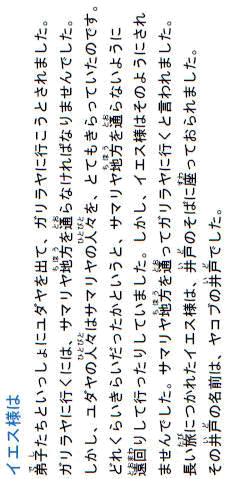 イエス様は
弟子たちといっしょにユダヤを出て、ガリラヤに行こうとされました。
ガリラヤに行くには、サマリヤ地方を通らなければなりませんでした。
しかし、ユダヤの人々はサマリヤの人々を、とてもきらっていたのです。
どれくらいきらいだったかというと、サマリヤ地方を通らないように
遠回りして行ったりしていました。しかし、イエス様はそのようにされ
ませんでした。サマリヤ地方を通ってガリラヤに行くと言われました。
長い旅につかれたイエス様は、井戸のそばに座っておられました。
その井戸の名前は、ヤコブの井戸でした。